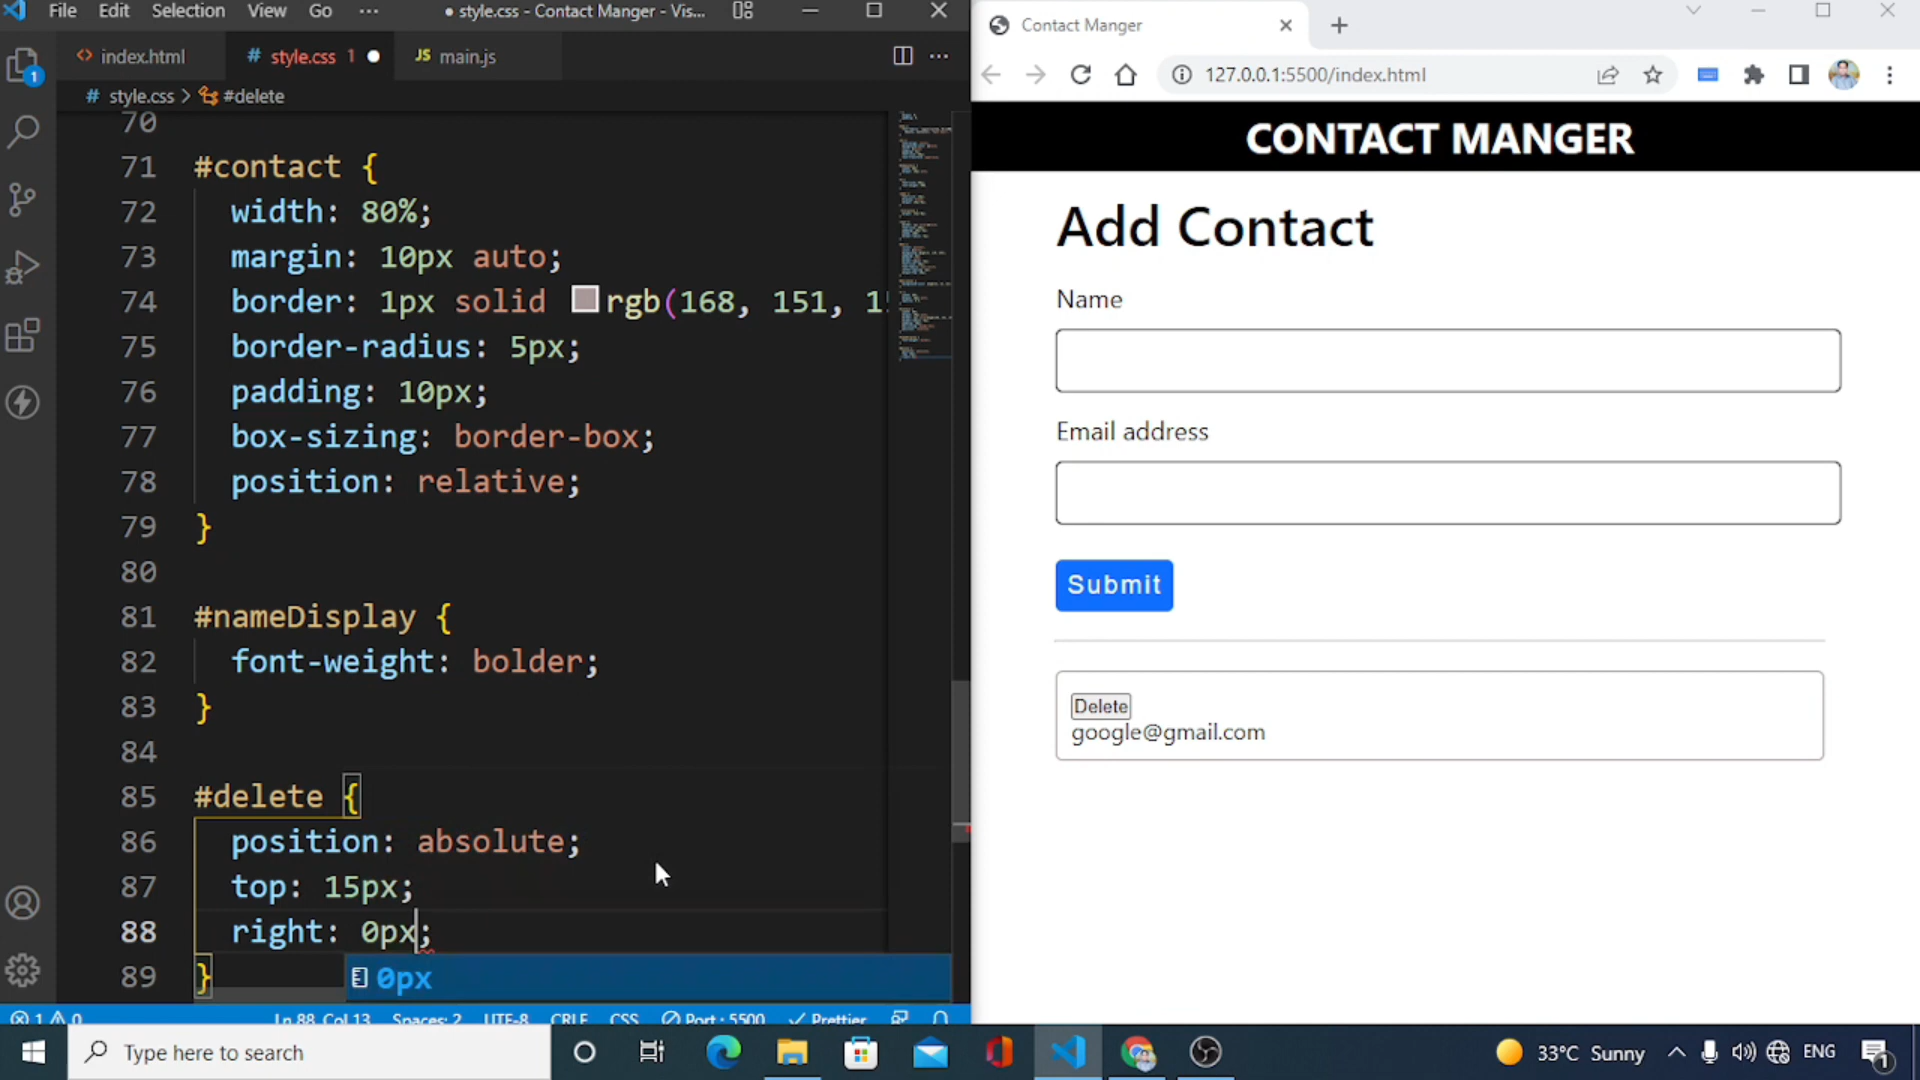 File Edit Selection View Go ··· ● style.css - Contact Manger - Vis...
<> index.html # style.css 1 ● JS main.js
# style.css > #delete
70
71 #contact {
72 width: 80%;
73 margin: 10px auto;
74 border: 1px solid rgb(168, 151, 1
75 border-radius: 5px;
76 padding: 10px;
77 box-sizing: border-box;
78 position: relative;
79 }
80
81 #nameDisplay {
82 font-weight: bolder;
83 }
84
85 #delete {
86 position: absolute;
87 top: 15px;
88 right: 0px;
89 }
0px
1 0 Ln 88, Col 13 Spaces: 2 UTF-8 CRLF CSS Port : 5500 Prettier
1
Contact Manger
127.0.0.1:5500/index.html
CONTACT MANGER
Add Contact
Name
Email address
Submit
Delete
google@gmail.com
Type here to search
33°C Sunny ENG 1